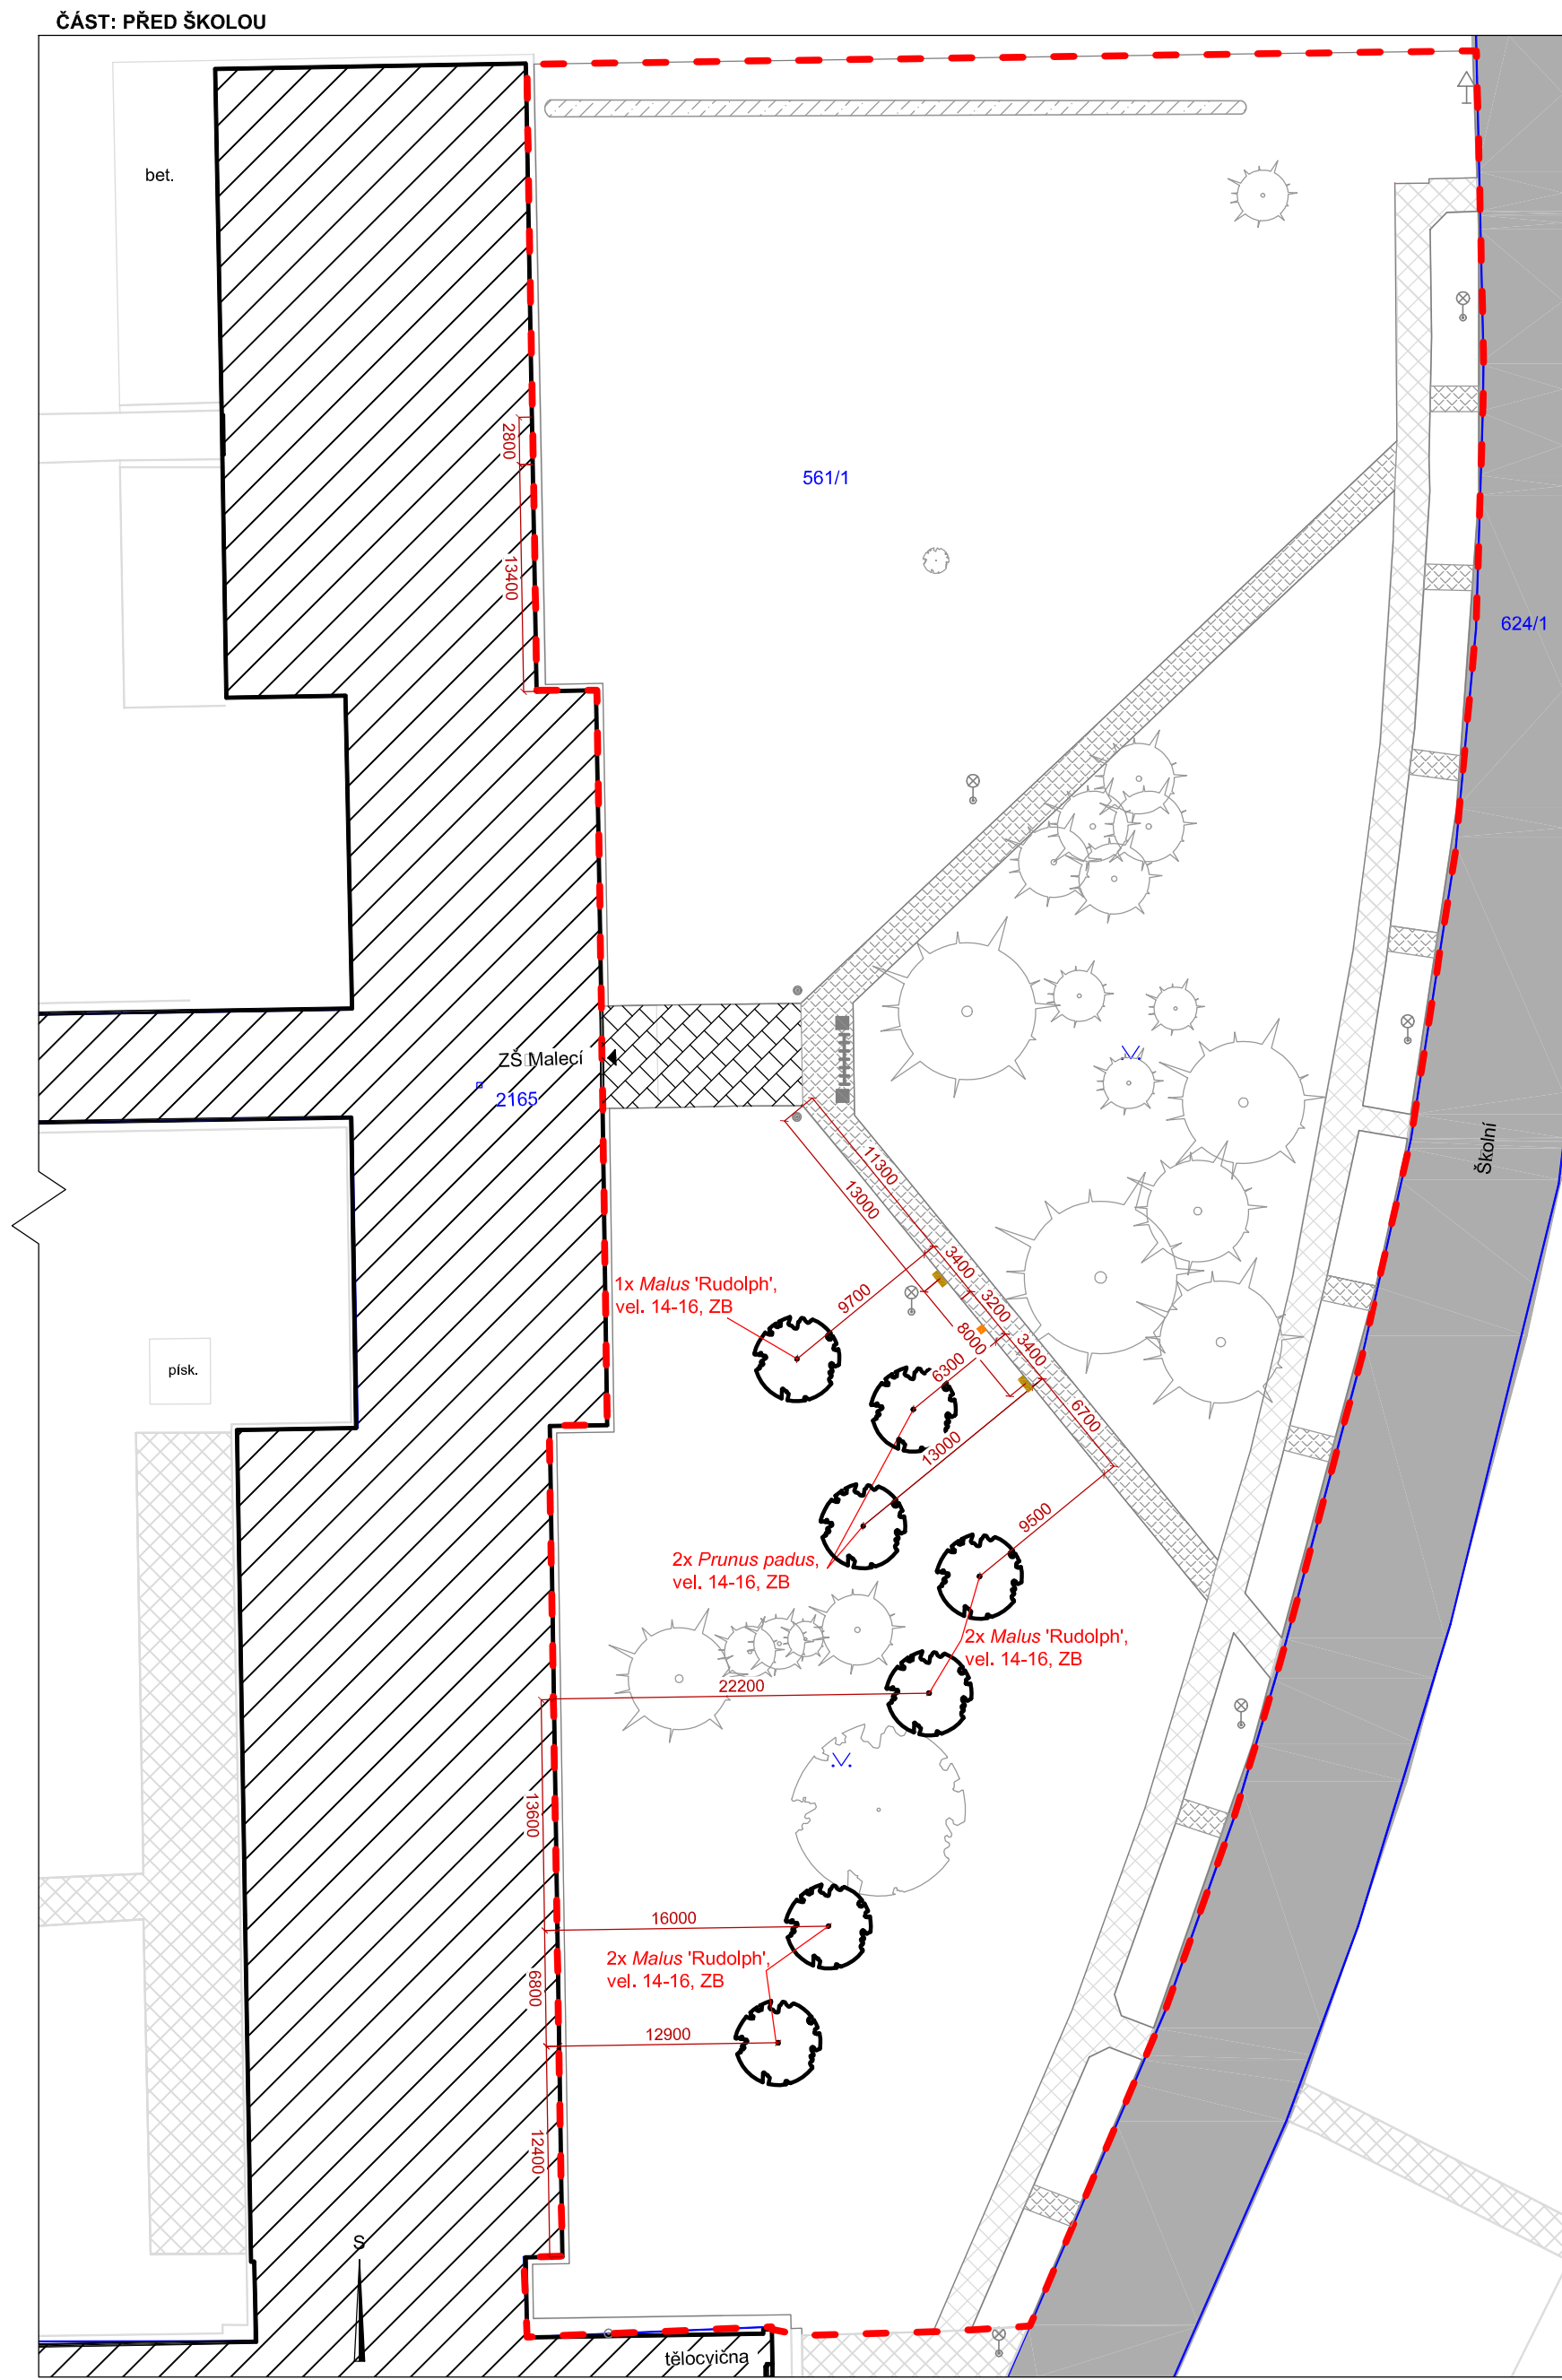 ČÁST: PŘED ŠKOLOU
bet.
2800
561/1
13400
624/1
ZŠ Malecí
2165
Školní
11300
13000
3400
9700
3200
1x Malus 'Rudolph',
vel. 14-16, ZB
8000
3400
6300
písk.
6700
13000
9500
2x Prunus padus,
vel. 14-16, ZB
2x Malus 'Rudolph',
vel. 14-16, ZB
22200
13600
16000
2x Malus 'Rudolph',
vel. 14-16, ZB
6800
12900
12400
S
tělocvična